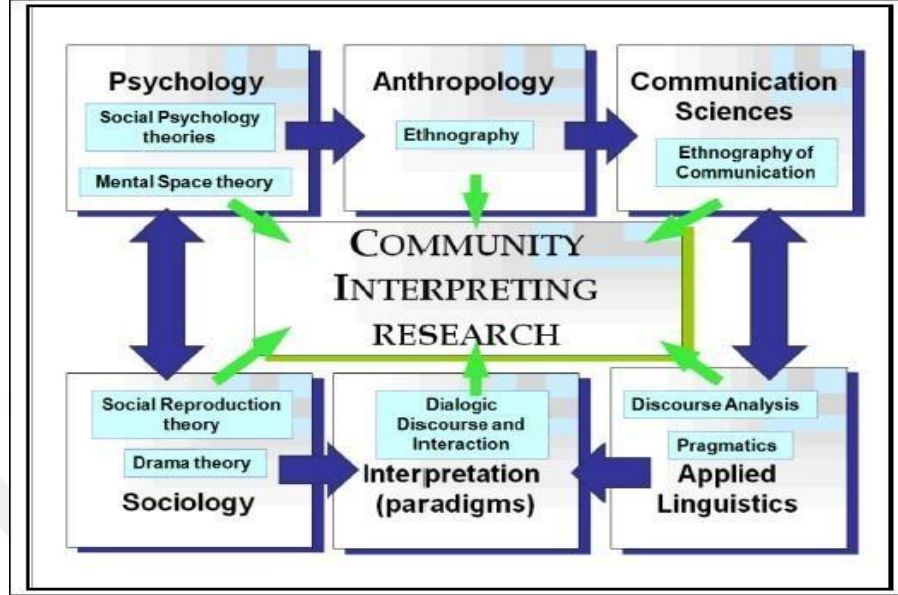 Psychology
Social Psychology
theories
Mental Space theory
Anthropology
Ethnography
Communication
Sciences
Ethnography of
Communication
COMMUNITY
INTERPRETING
RESEARCH
Social Reproduction
theory
Drama theory
Sociology
Dialogic
Discourse and
Interaction
Interpretation
(paradigms)
Discourse Analysis
Pragmatics
Applied
Linguistics